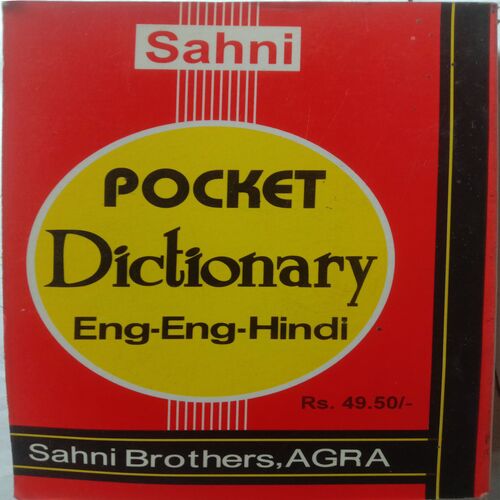 Sahni
POCKET
Dictionary
Eng-Eng-Hindi
Rs. 49.50/-
Sahni Brothers,AGRA